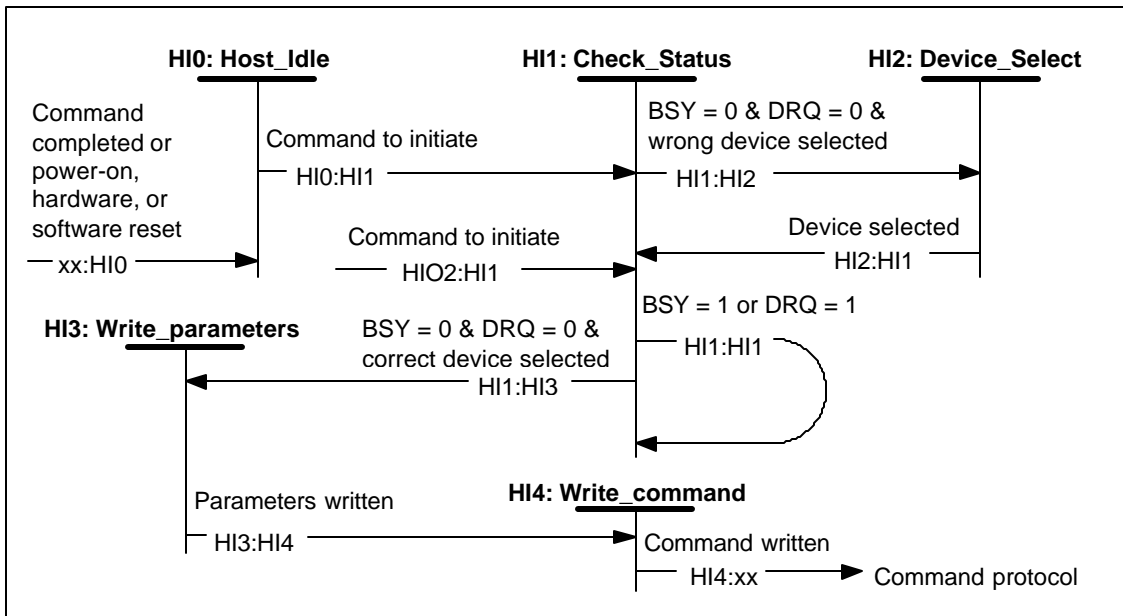 HI0: Host_Idle
HI1: Check_Status
HI2: Device_Select
Command
completed or
power-on,
hardware, or
software reset
xx:HI0
Command to initiate
HI0:HI1
BSY = 0 & DRQ = 0 &
wrong device selected
HI1:HI2
Command to initiate
HIO2:HI1
Device selected
HI2:HI1
HI3: Write_parameters
BSY = 0 & DRQ = 0 &
correct device selected
HI1:HI3
BSY = 1 or DRQ = 1
HI1:HI1
Parameters written
HI3:HI4
HI4: Write_command
Command written
HI4:xx
Command protocol